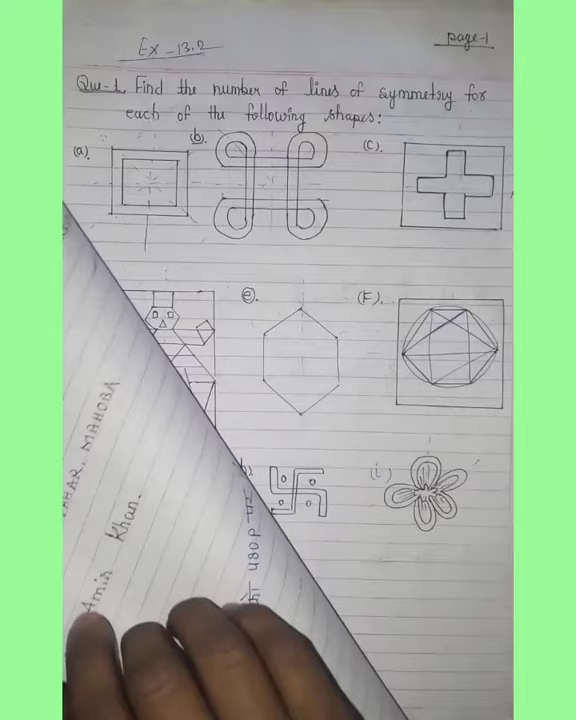 Ex-13.2
page-1
Que-1. Find the number of lines of symmetry for
each of the following shapes:
(a). (b). (c).
e. (F).
(i)
MAHOBA
Amir Khan.